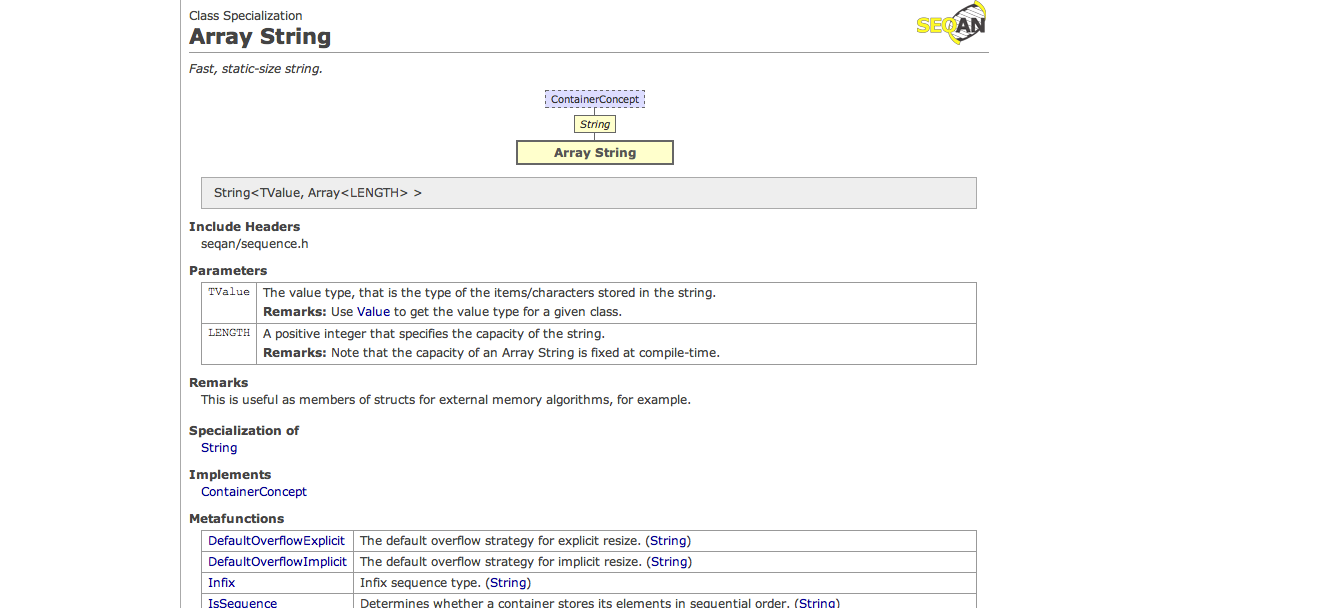 Class Specialization
Array String
SEQAN
Fast, static-size string.
ContainerConcept
String
Array String
String<TValue, Array<LENGTH> >
Include Headers
seqan/sequence.h
Parameters
TValue The value type, that is the type of the items/characters stored in the string.
Remarks: Use Value to get the value type for a given class.
LENGTH A positive integer that specifies the capacity of the string.
Remarks: Note that the capacity of an Array String is fixed at compile-time.
Remarks
This is useful as members of structs for external memory algorithms, for example.
Specialization of
String
Implements
ContainerConcept
Metafunctions
DefaultOverflowExplicit The default overflow strategy for explicit resize. (String)
DefaultOverflowImplicit The default overflow strategy for implicit resize. (String)
Infix Infix sequence type. (String)
IsSequence Determines whether a container stores its elements in sequential order. (String)